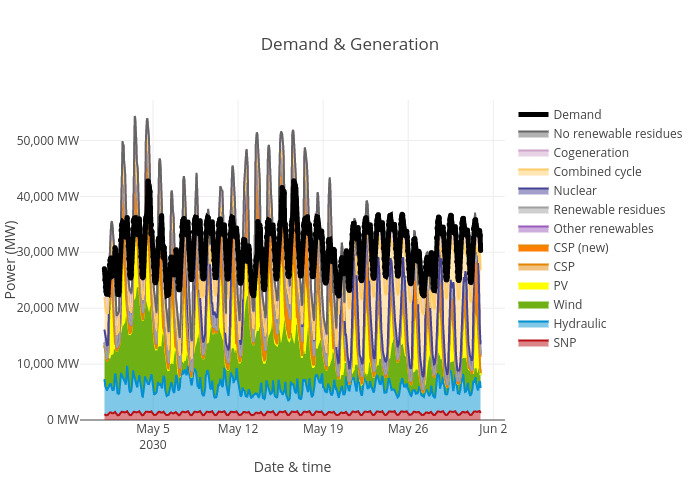 Demand & Generation
50,000 MW
40,000 MW
30,000 MW
20,000 MW
10,000 MW
0 MW
Power (MW)
May 5
2030
May 12
May 19
May 26
Jun 2
Date & time
Demand
No renewable residues
Cogeneration
Combined cycle
Nuclear
Renewable residues
Other renewables
CSP (new)
CSP
PV
Wind
Hydraulic
SNP